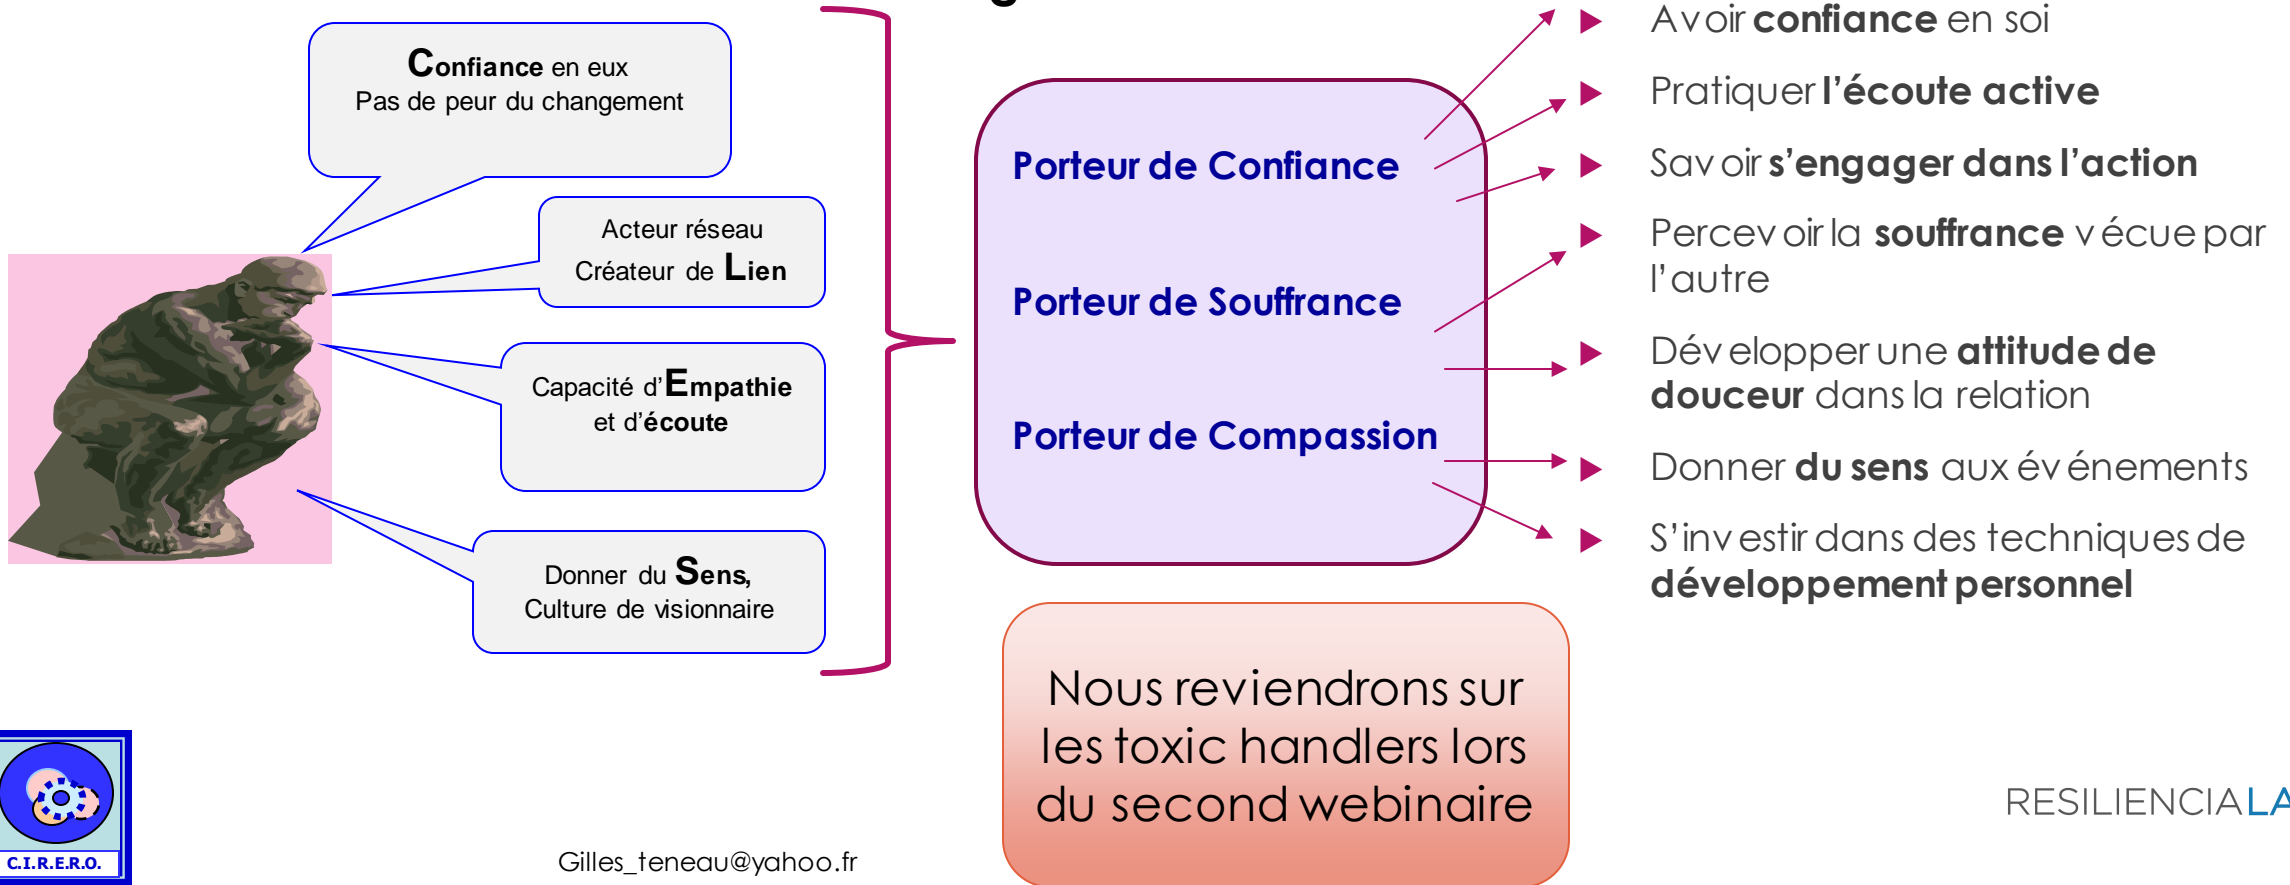 Confiance en eux
Pas de peur du changement
Acteur réseau
Créateur de Lien
Capacité d’Empathie
et d’écoute
Donner du Sens,
Culture de visionnaire
Porteur de Confiance
Porteur de Souffrance
Porteur de Compassion
Avoir confiance en soi
Pratiquer l’écoute active
Savoir s’engager dans l’action
Percevoir la souffrance vécue par
l’autre
Développer une attitude de
douceur dans la relation
Donner du sens aux événements
S’investir dans des techniques de
développement personnel
Nous reviendrons sur
les toxic handlers lors
du second webinaire
C.I.R.E.R.O.
Gilles_teneau@yahoo.fr
RESILIENCIALA